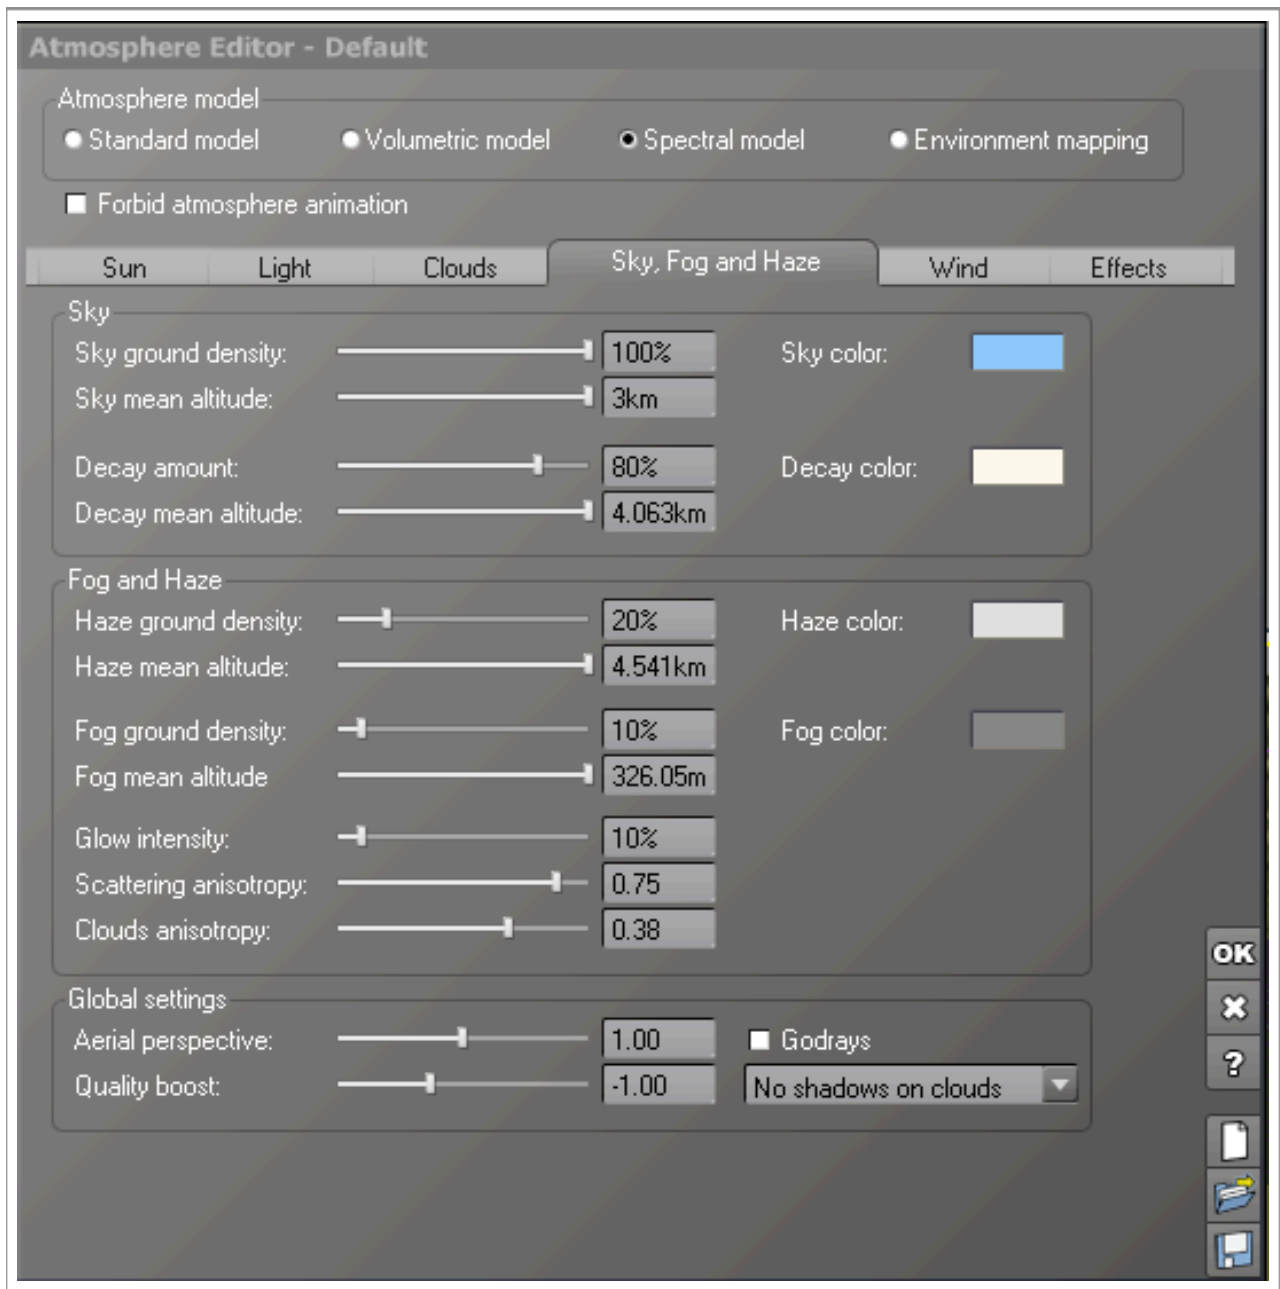 Atmosphere Editor - Default
Atmosphere model
Standard model Volumetric model Spectral model Environment mapping
Forbid atmosphere animation
Sun Light Clouds Sky, Fog and Haze Wind Effects
Sky
Sky ground density: 100% Sky color:
Sky mean altitude: 3km
Decay amount: 80% Decay color:
Decay mean altitude: 4.063km
Fog and Haze
Haze ground density: 20% Haze color:
Haze mean altitude: 4.541km
Fog ground density: 10% Fog color:
Fog mean altitude 326.05m
Glow intensity: 10%
Scattering anisotropy: 0.75
Clouds anisotropy: 0.38
OK
Global settings
Aerial perspective: 1.00 Godrays
?
Quality boost: -1.00 No shadows on clouds